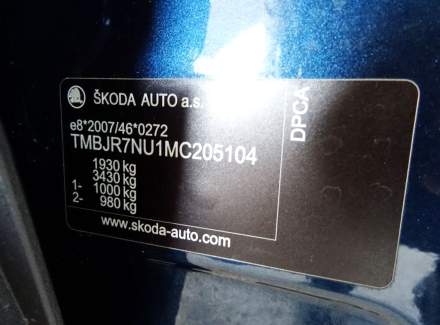 ŠKODA AUTO a.s.
e8*2007/46*0272
TMBJR7NU1MC205104
1930 kg
3430 kg
1- 1000 kg
2- 980 kg
www.skoda-auto.com
DPCA